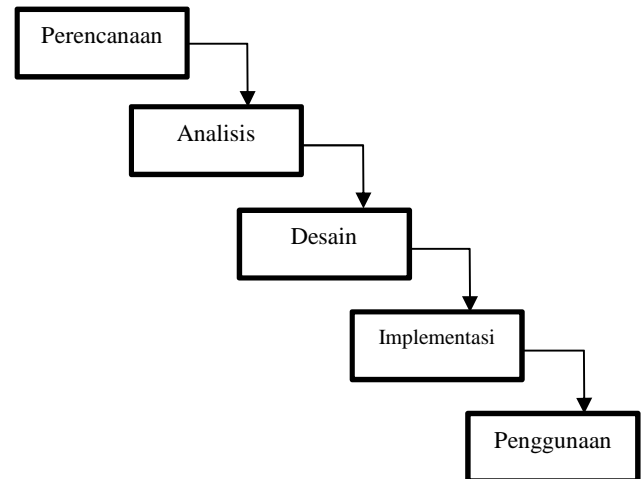 Perencanaan
Analisis
Desain
Implementasi
Penggunaan